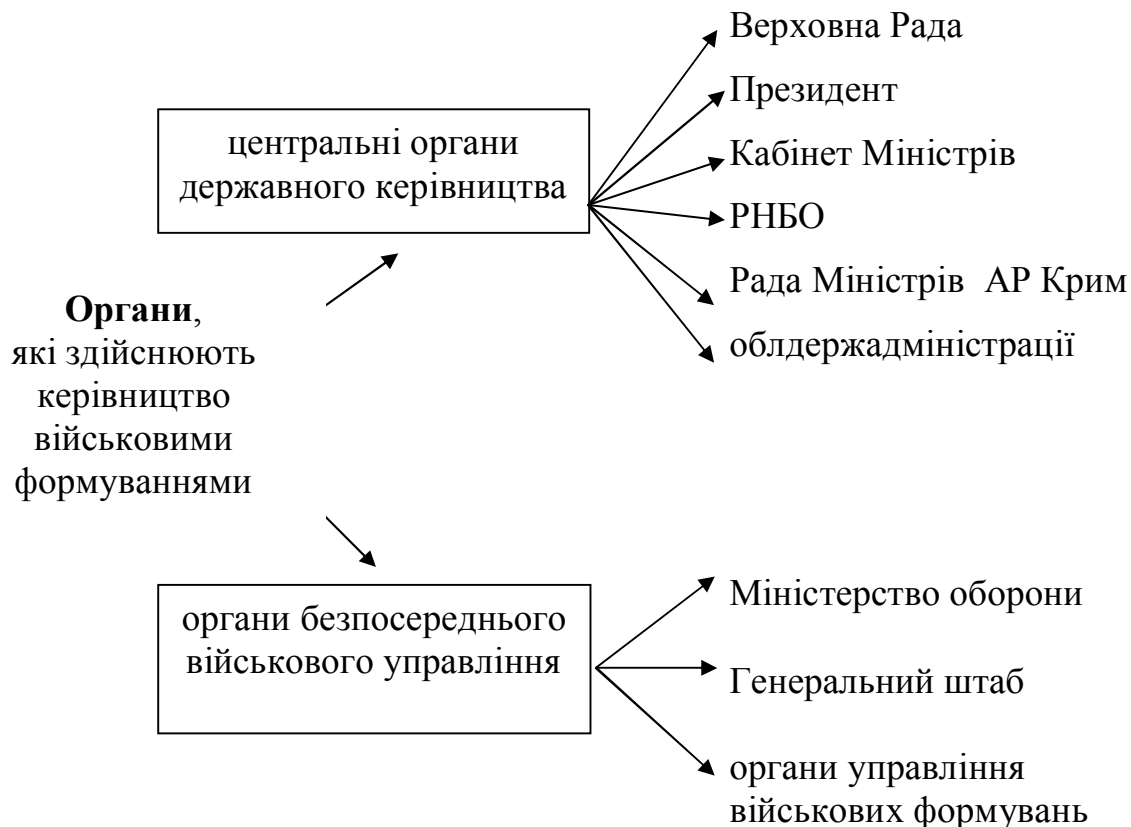 Верховна Рада
Президент
центральні органи
державного керівництва
Кабінет Міністрів
РНБО
Рада Міністрів АР Крим
облдержадміністрації
Органи,
які здійснюють
керівництво
військовими
формуваннями
органи безпосереднього
військового управління
Міністерство оборони
Генеральний штаб
органи управління
військових формувань